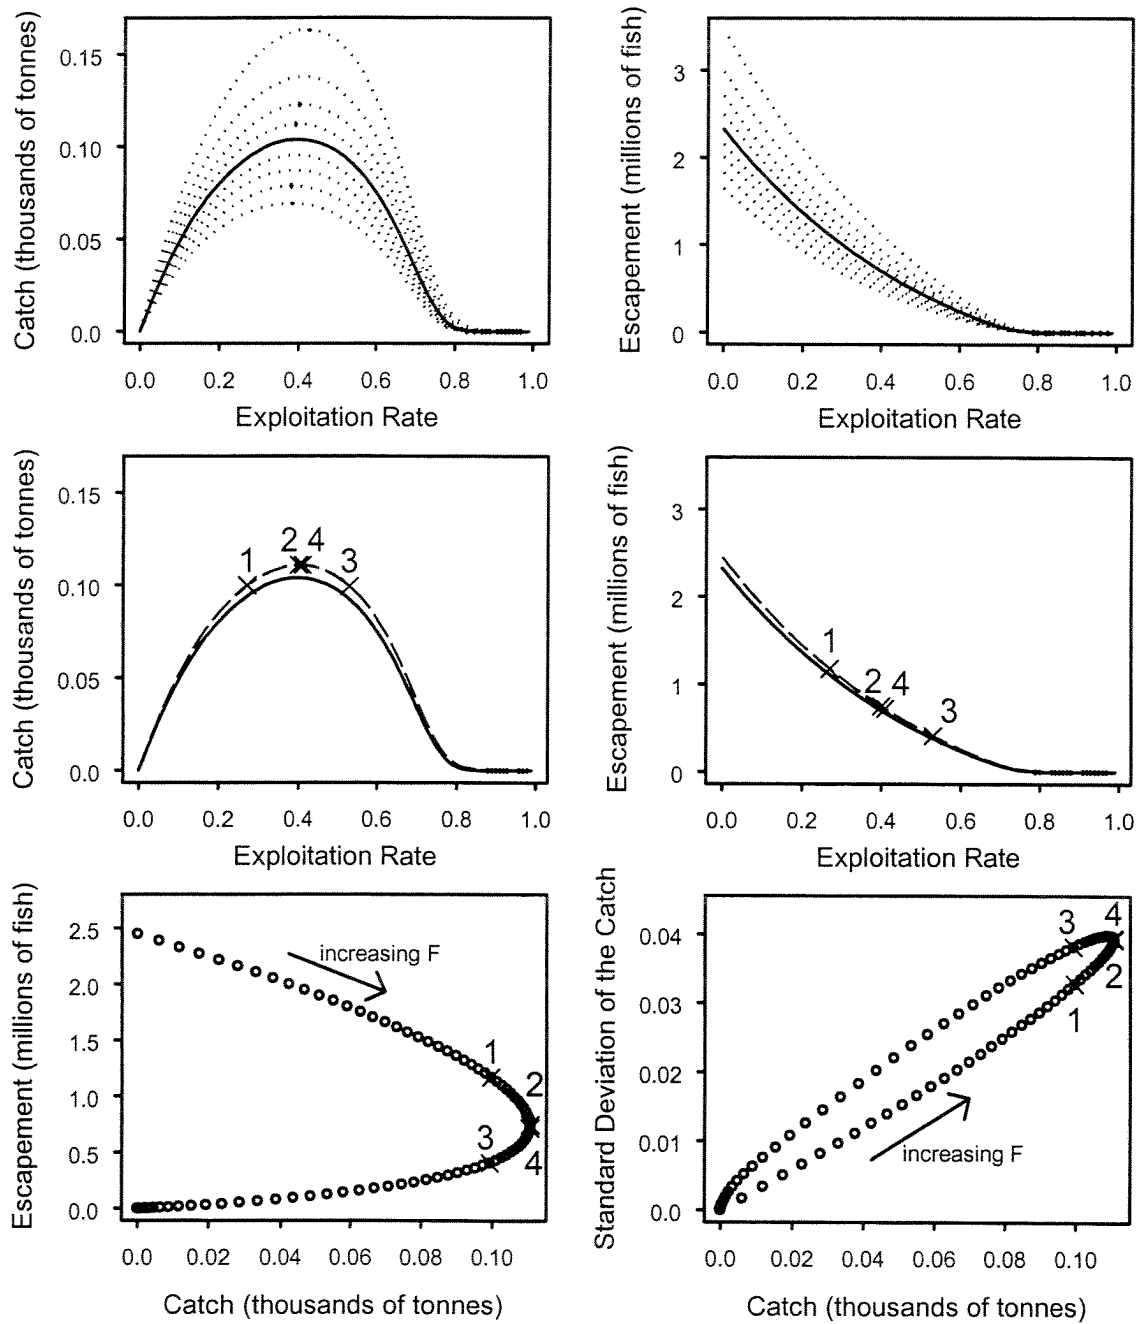 Catch (thousands of tonnes)
0.15
0.10
0.05
0.0
0.0 0.2 0.4 0.6 0.8 1.0
Exploitation Rate
Escapement (millions of fish)
3
2
1
0
0.0 0.2 0.4 0.6 0.8 1.0
Exploitation Rate
Catch (thousands of tonnes)
0.15
0.10
0.05
0.0
1
2 4
3
0.0 0.2 0.4 0.6 0.8 1.0
Exploitation Rate
Escapement (millions of fish)
3
2
1
0
1
2 4
3
0.0 0.2 0.4 0.6 0.8 1.0
Exploitation Rate
Escapement (millions of fish)
2.5
2.0
1.5
1.0
0.5
0.0
increasing F
1
2
3
4
0.0 0.02 0.04 0.06 0.08 0.10
Catch (thousands of tonnes)
Standard Deviation of the Catch
0.04
0.03
0.02
0.01
0.0
3
4
2
1
increasing F
0.0 0.02 0.04 0.06 0.08 0.10
Catch (thousands of tonnes)